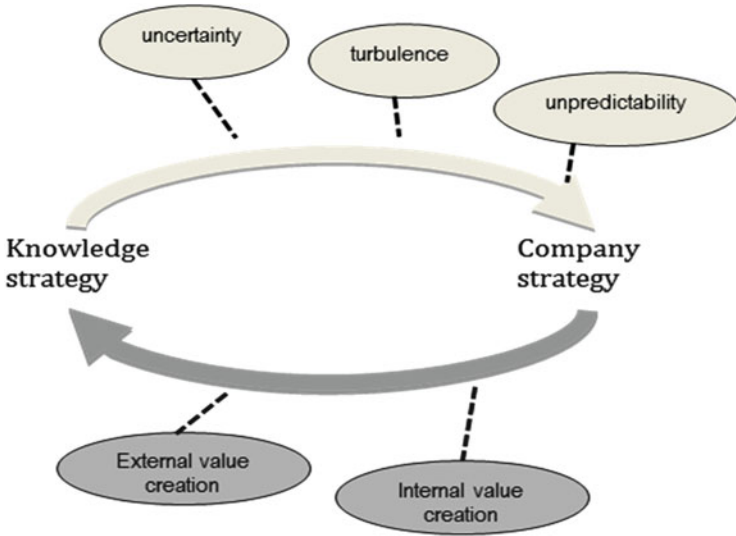 uncertainty
turbulence
unpredictability
Knowledge
strategy
Company
strategy
External value
creation
Internal value
creation